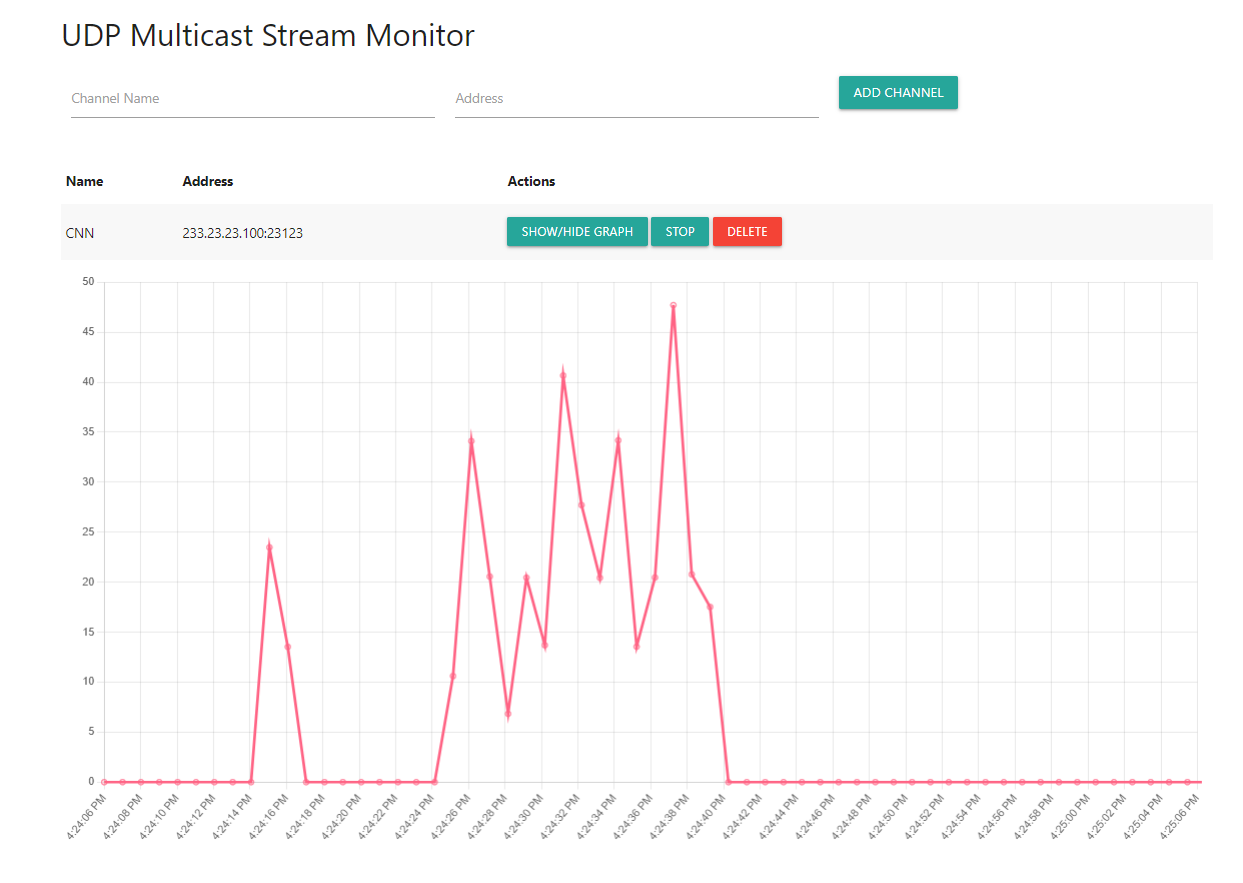 UDP Multicast Stream Monitor
Channel Name Address ADD CHANNEL
Name Address Actions
CNN 233.23.23.100:23123 SHOW/HIDE GRAPH STOP DELETE
50
45
40
35
30
25
20
15
10
5
0
4:24:06 PM 4:24:08 PM 4:24:10 PM 4:24:12 PM 4:24:14 PM 4:24:16 PM 4:24:18 PM 4:24:20 PM 4:24:22 PM 4:24:24 PM 4:24:26 PM 4:24:28 PM 4:24:30 PM 4:24:32 PM 4:24:34 PM 4:24:36 PM 4:24:38 PM 4:24:40 PM 4:24:42 PM 4:24:44 PM 4:24:46 PM 4:24:48 PM 4:24:50 PM 4:24:52 PM 4:24:54 PM 4:24:56 PM 4:24:58 PM 4:25:00 PM 4:25:02 PM 4:25:04 PM 4:25:06 PM